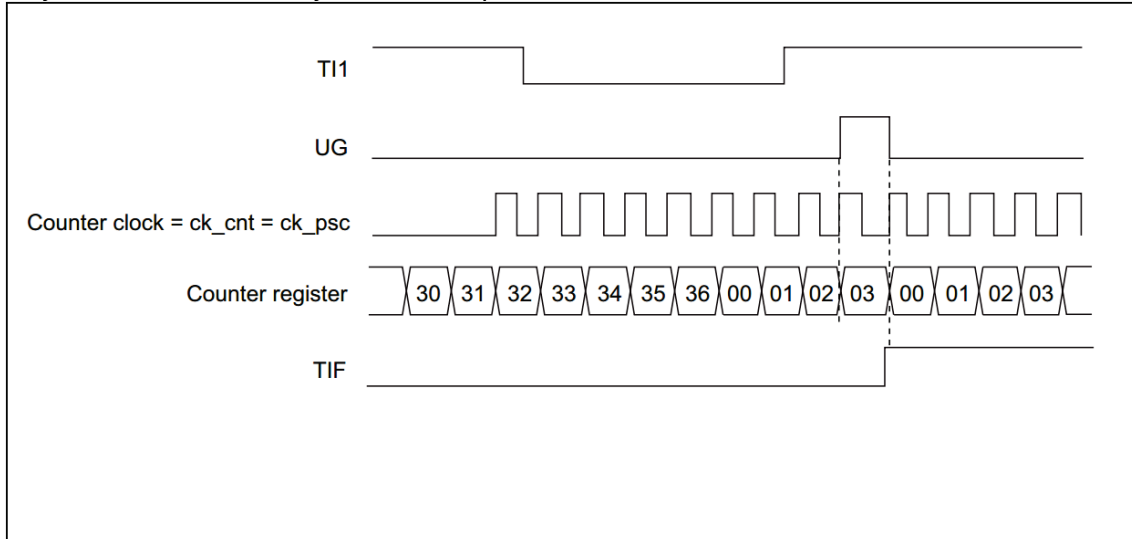 TI1
UG
Counter clock = ck_cnt = ck_psc
Counter register 30 31 32 33 34 35 36 00 01 02 03 00 01 02 03
TIF